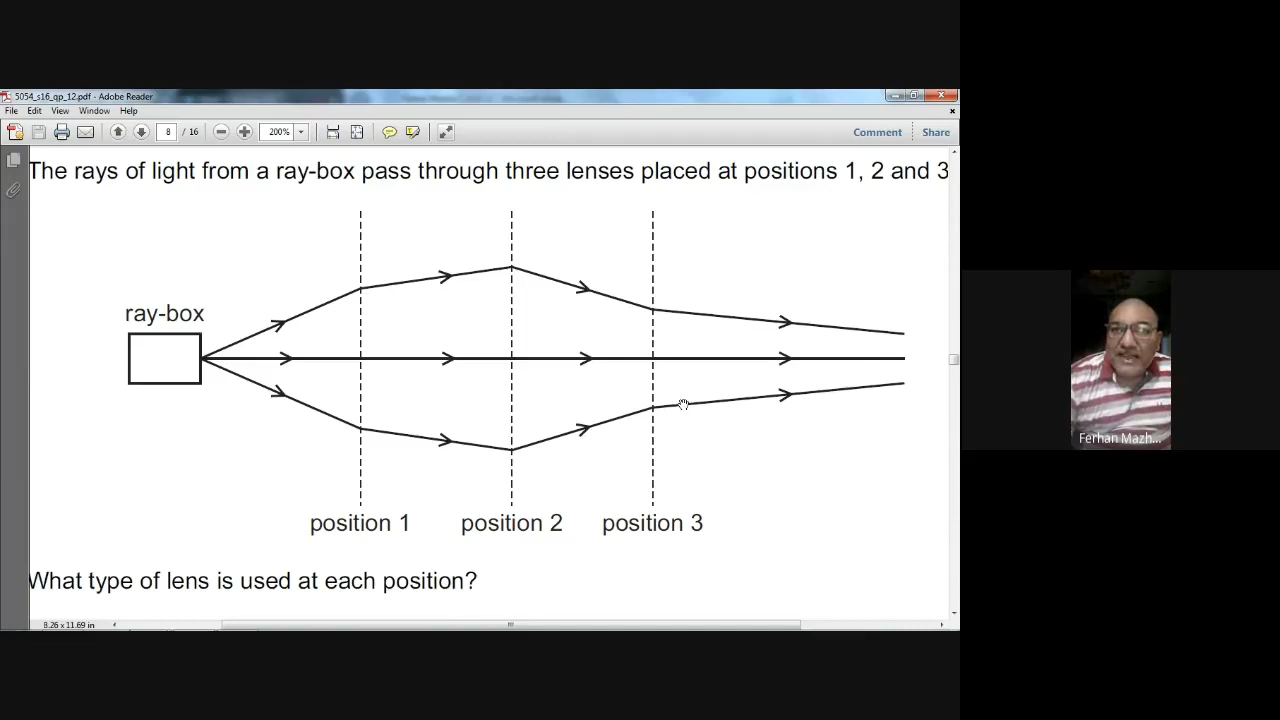 5054_s16_qp_12.pdf - Adobe Reader
File Edit View Window Help
8 / 16 200% Comment Share
The rays of light from a ray-box pass through three lenses placed at positions 1, 2 and 3
ray-box
position 1 position 2 position 3
What type of lens is used at each position?
8.26 x 11.69 in
Ferhan Mazh...